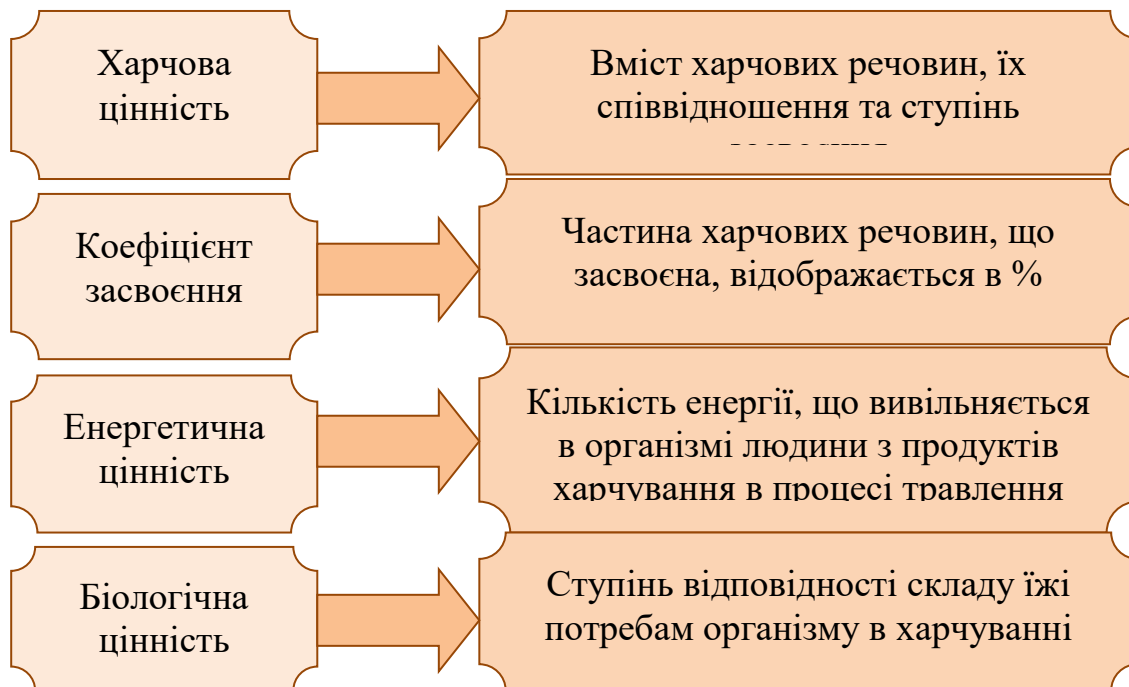 Харчова
цінність
Вміст харчових речовин, їх
співвідношення та ступінь
Коефіцієнт
засвоєння
Частина харчових речовин, що
засвоєна, відображається в %
Енергетична
цінність
Кількість енергії, що вивільняється
в організмі людини з продуктів
харчування в процесі травлення
Біологічна
цінність
Ступінь відповідності складу їжі
потребам організму в харчуванні